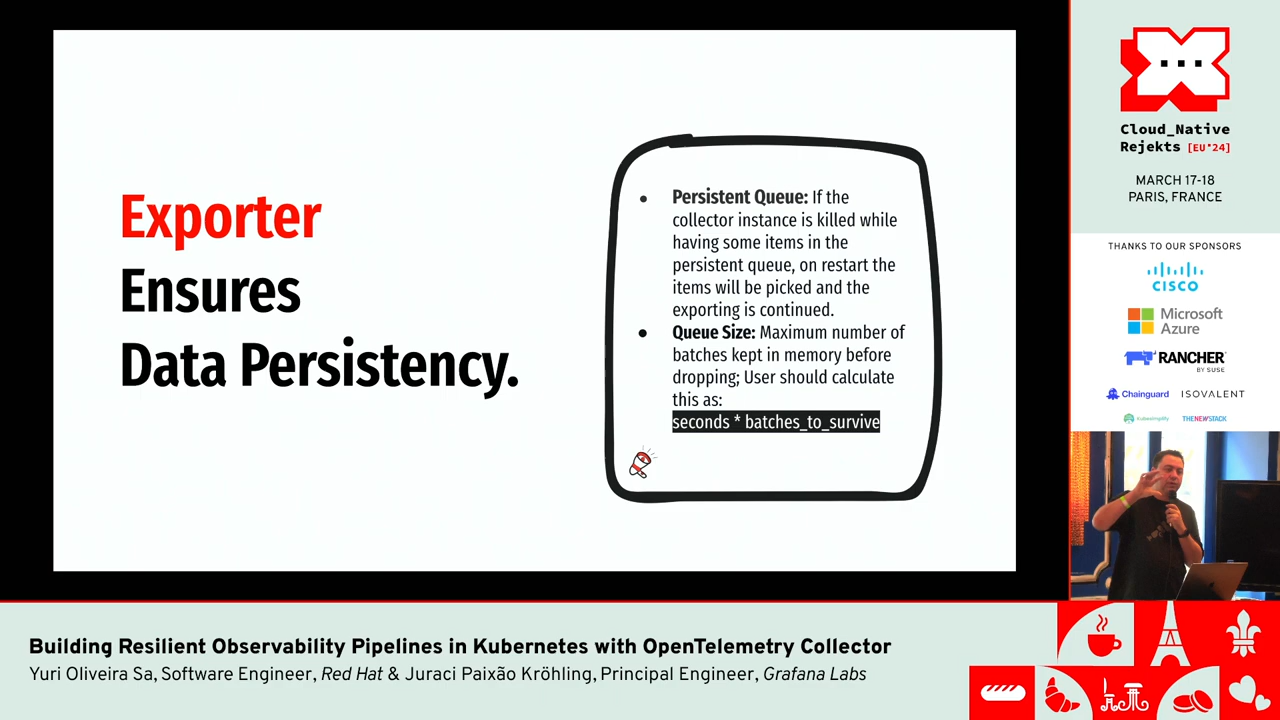 Exporter
Ensures
Data Persistency.
• Persistent Queue: If the
collector instance is killed while
having some items in the
persistent queue, on restart the
items will be picked and the
exporting is continued.
• Queue Size: Maximum number of
batches kept in memory before
dropping; User should calculate
this as:
seconds * batches_to_survive
Cloud_Native
Rejekts [EU'24]
MARCH 17-18
PARIS, FRANCE
THANKS TO OUR SPONSORS
CISCO
Microsoft
Azure
RANCHER
BY SUSE
Chainguard ISOVALENT
Kubesimplify THENEWSTACK
Building Resilient Observability Pipelines in Kubernetes with OpenTelemetry Collector
Yuri Oliveira Sa, Software Engineer, Red Hat & Juraci Paixão Kröhling, Principal Engineer, Grafana Labs